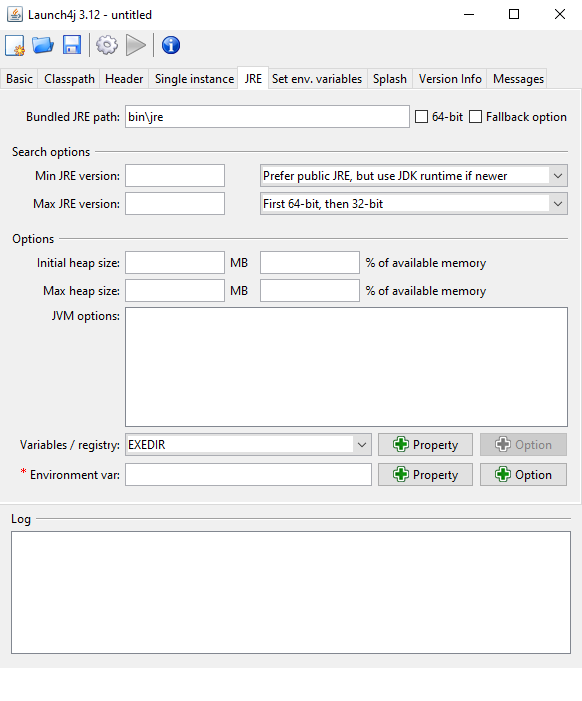 Launch4j 3.12 - untitled
Basic Classpath Header Single instance JRE Set env. variables Splash Version Info Messages
Bundled JRE path: bin\jre 64-bit Fallback option
Search options
Min JRE version: Prefer public JRE, but use JDK runtime if newer
Max JRE version: First 64-bit, then 32-bit
Options
Initial heap size: MB % of available memory
Max heap size: MB % of available memory
JVM options:
Variables / registry: EXEDIR Property Option
* Environment var: Property Option
Log